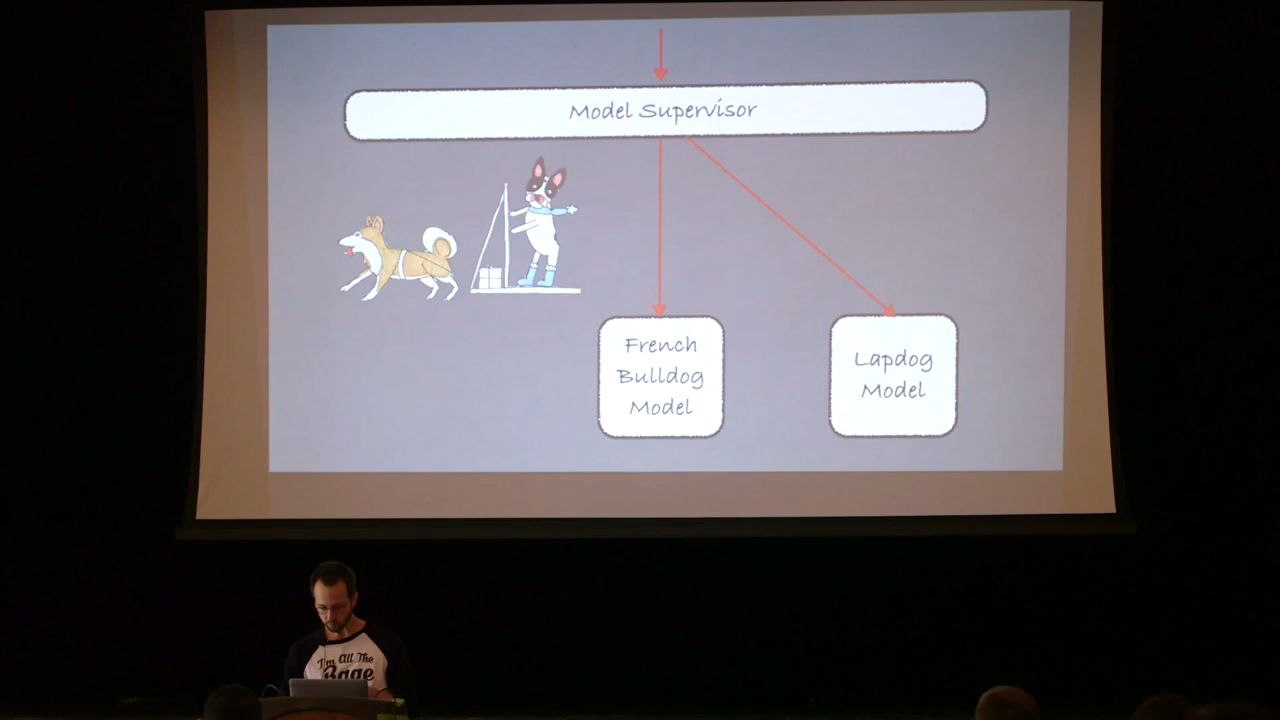 Model Supervisor
French
Bulldog
Model
Lapdog
Model
I'm All The
Rage